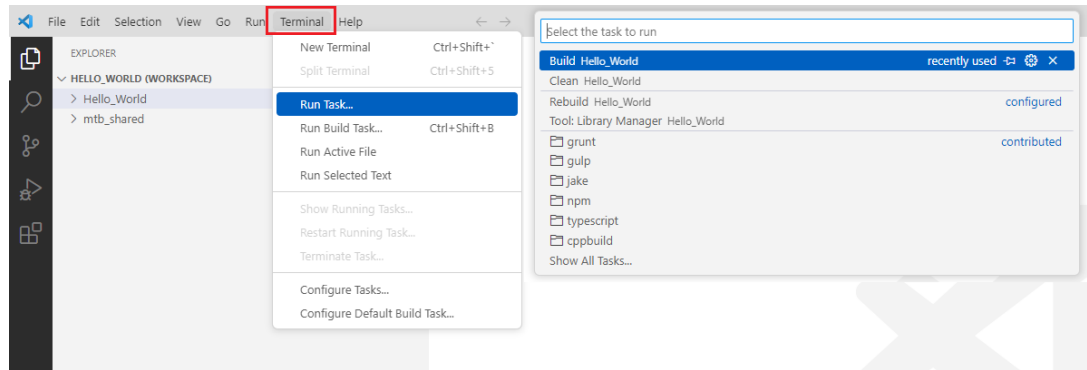 File Edit Selection View Go Run Terminal Help
EXPLORER
HELLO_WORLD (WORKSPACE)
Hello_World
mtb_shared
New Terminal Ctrl+Shift+`
Split Terminal Ctrl+Shift+5
Run Task...
Run Build Task... Ctrl+Shift+B
Run Active File
Run Selected Text
Show Running Tasks...
Restart Running Task...
Terminate Task...
Configure Tasks...
Configure Default Build Task...
Select the task to run
Build Hello_World recently used
Clean Hello_World
Rebuild Hello_World configured
Tool: Library Manager Hello_World
grunt contributed
gulp
jake
npm
typescript
cppbuild
Show All Tasks...